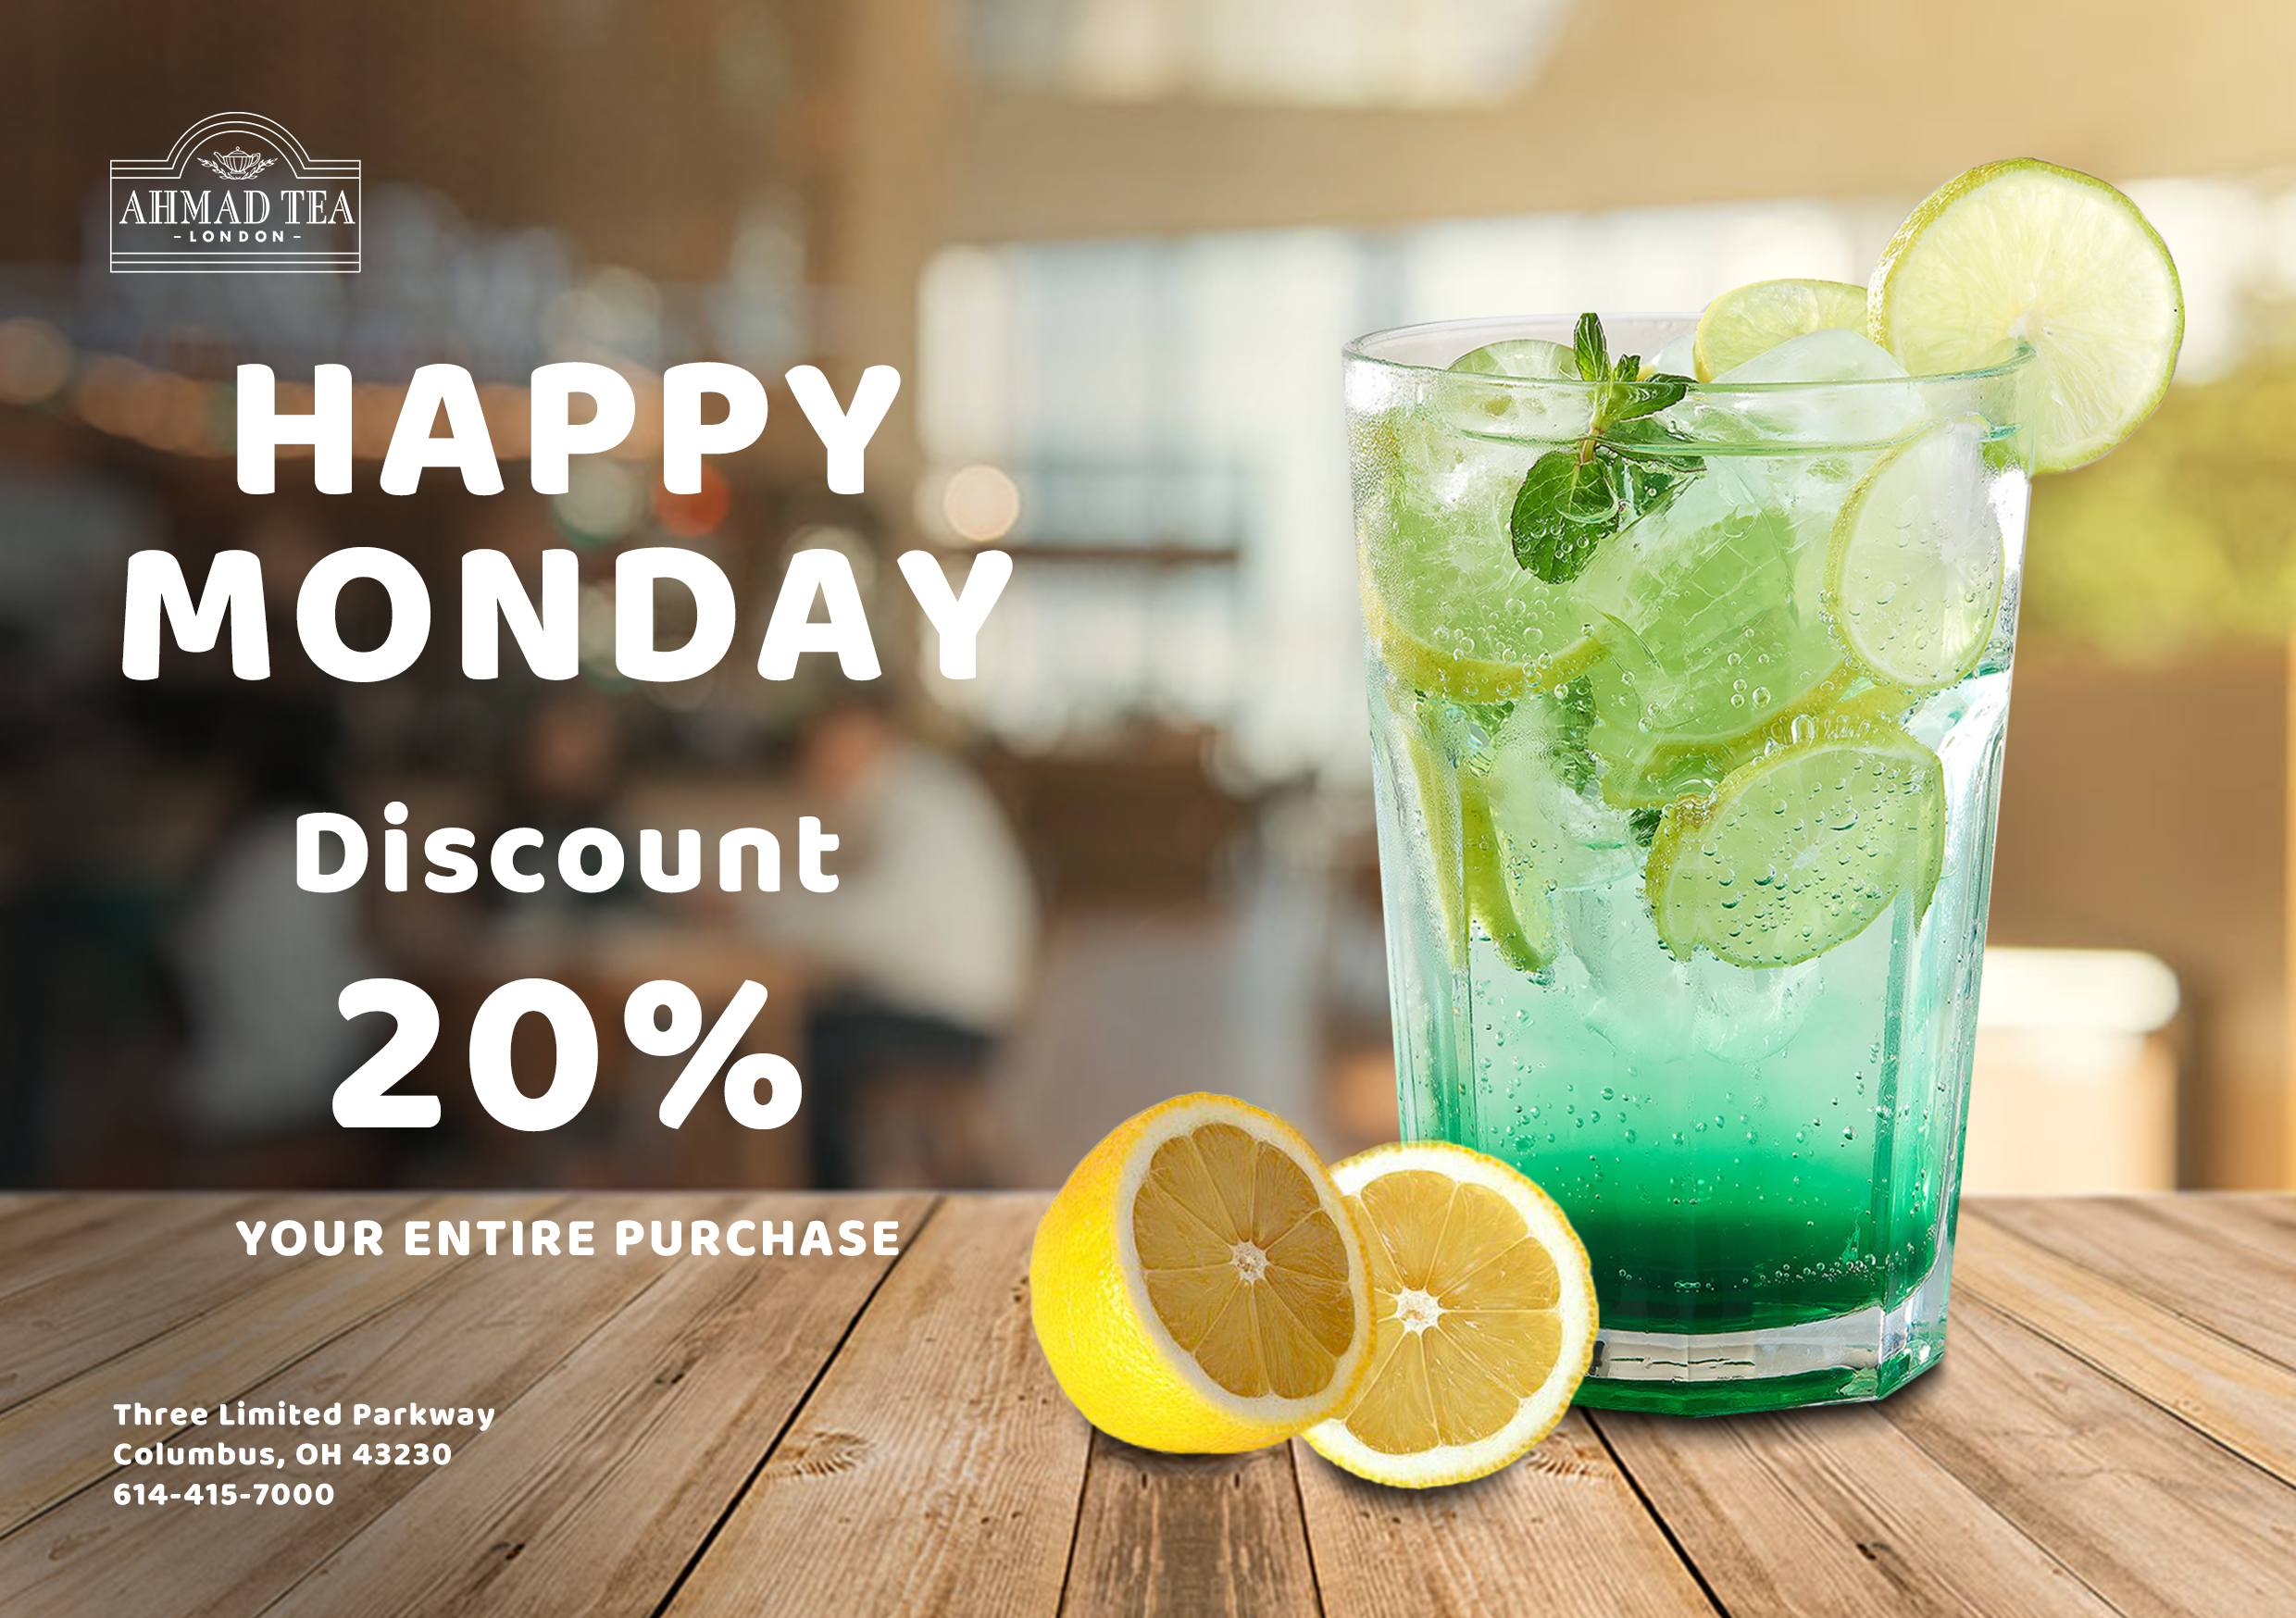 AHMAD TEA
- LONDON -
HAPPY
MONDAY
Discount
20%
YOUR ENTIRE PURCHASE
Three Limited Parkway
Columbus, OH 43230
614-415-7000